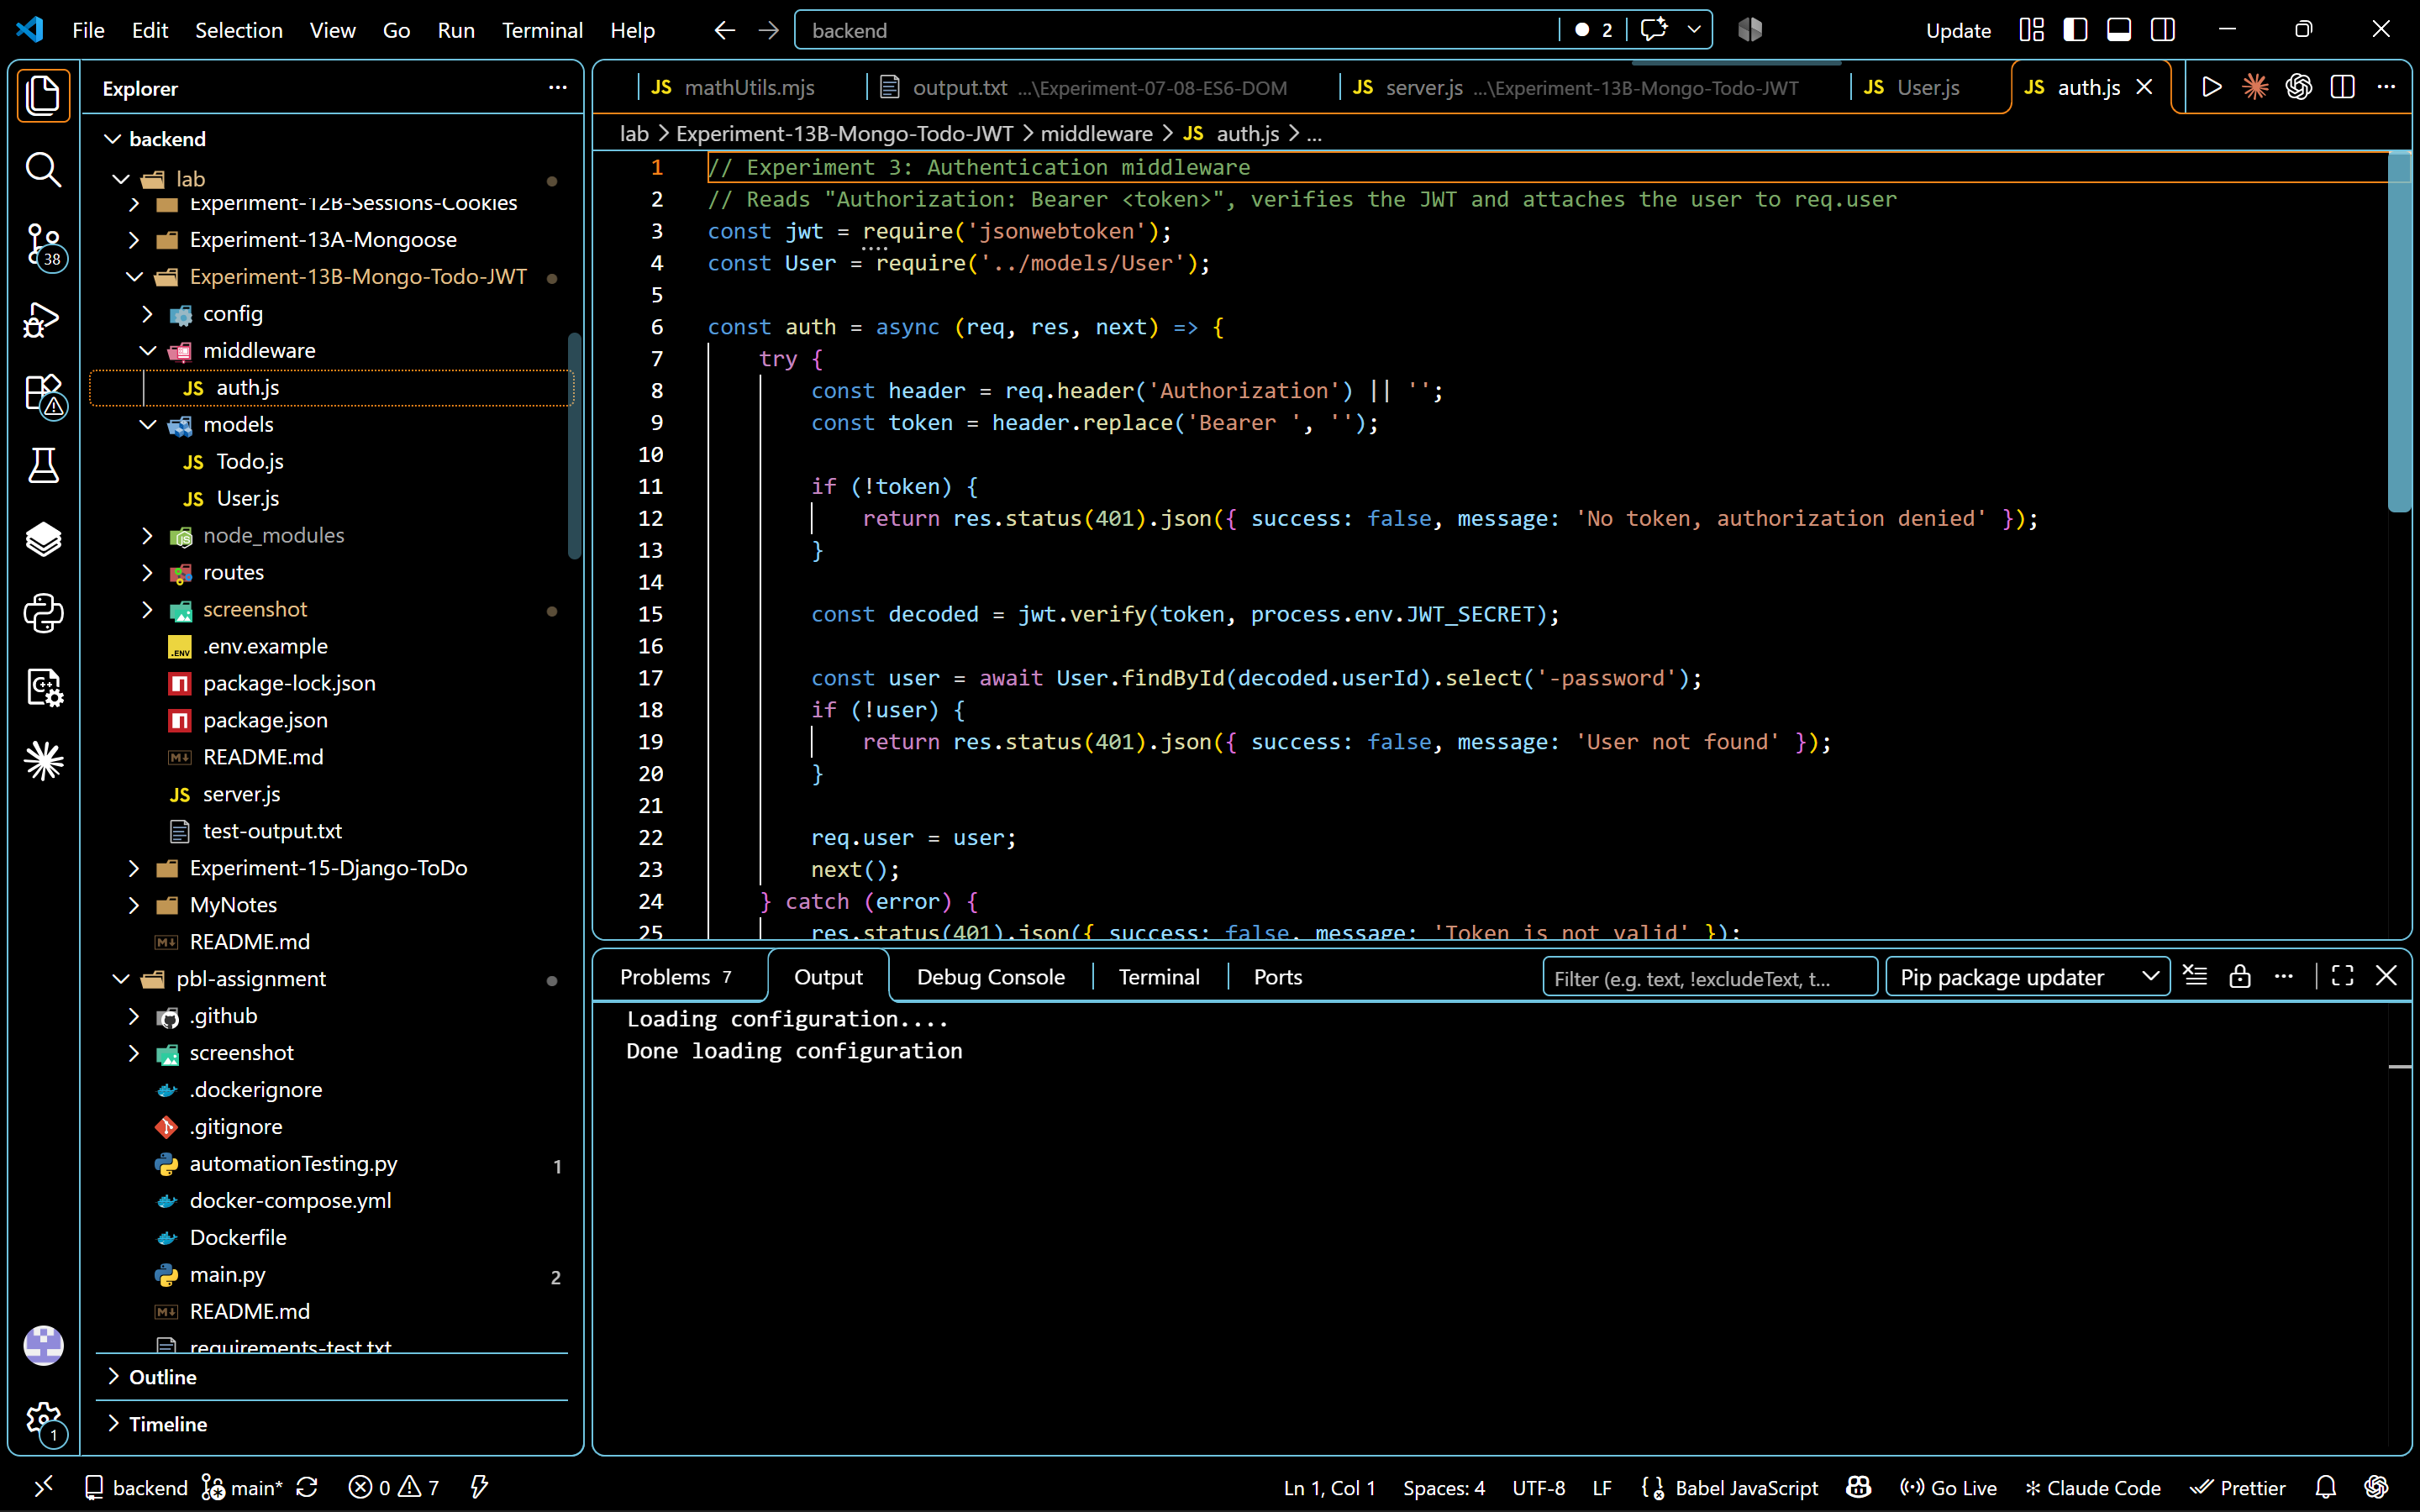 File Edit Selection View Go Run Terminal Help
backend
2
Update
Explorer
backend
lab
Experiment-12B-Sessions-Cookies
Experiment-13A-Mongoose
Experiment-13B-Mongo-Todo-JWT
config
middleware
JS auth.js
models
JS Todo.js
JS User.js
node_modules
routes
screenshot
.ENV .env.example
package-lock.json
package.json
README.md
JS server.js
test-output.txt
Experiment-15-Django-ToDo
MyNotes
README.md
pbl-assignment
.github
screenshot
.dockerignore
.gitignore
automationTesting.py 1
docker-compose.yml
Dockerfile
main.py 2
README.md
requirements-test.txt
Outline
Timeline
38
1
JS mathUtils.mjs
output.txt ...\Experiment-07-08-ES6-DOM
JS server.js ...\Experiment-13B-Mongo-Todo-JWT
JS User.js
JS auth.js
lab > Experiment-13B-Mongo-Todo-JWT > middleware > JS auth.js > ...
1 // Experiment 3: Authentication middleware
2 // Reads "Authorization: Bearer <token>", verifies the JWT and attaches the user to req.user
3 const jwt = require('jsonwebtoken');
4 const User = require('../models/User');
5
6 const auth = async (req, res, next) => {
7 try {
8 const header = req.header('Authorization') || '';
9 const token = header.replace('Bearer ', '');
10
11 if (!token) {
12 return res.status(401).json({ success: false, message: 'No token, authorization denied' });
13 }
14
15 const decoded = jwt.verify(token, process.env.JWT_SECRET);
16
17 const user = await User.findById(decoded.userId).select('-password');
18 if (!user) {
19 return res.status(401).json({ success: false, message: 'User not found' });
20 }
21
22 req.user = user;
23 next();
24 } catch (error) {
25 res.status(401).json({ success: false, message: 'Token is not valid' });
Problems 7 Output Debug Console Terminal Ports
Filter (e.g. text, !excludeText, t...
Pip package updater
Loading configuration....
Done loading configuration
backend main* 0 7
Ln 1, Col 1 Spaces: 4 UTF-8 LF Babel JavaScript Go Live Claude Code Prettier